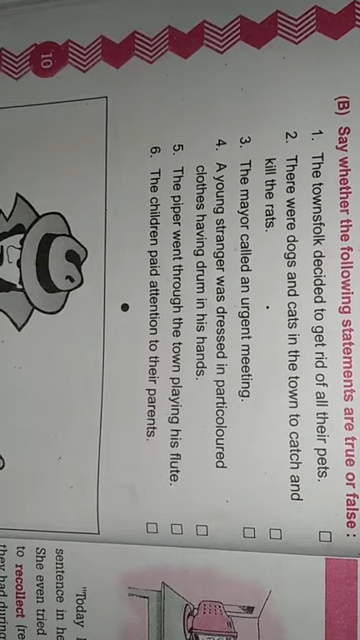 (B) Say whether the following statements are true or false :
1. The townsfolk decided to get rid of all their pets.
2. There were dogs and cats in the town to catch and
kill the rats.
3. The mayor called an urgent meeting.
4. A young stranger was dressed in particoloured
clothes having drum in his hands.
5. The piper went through the town playing his flute.
6. The children paid attention to their parents.
10
"Today
sentence in
She even tried
to recollect (re
they had during